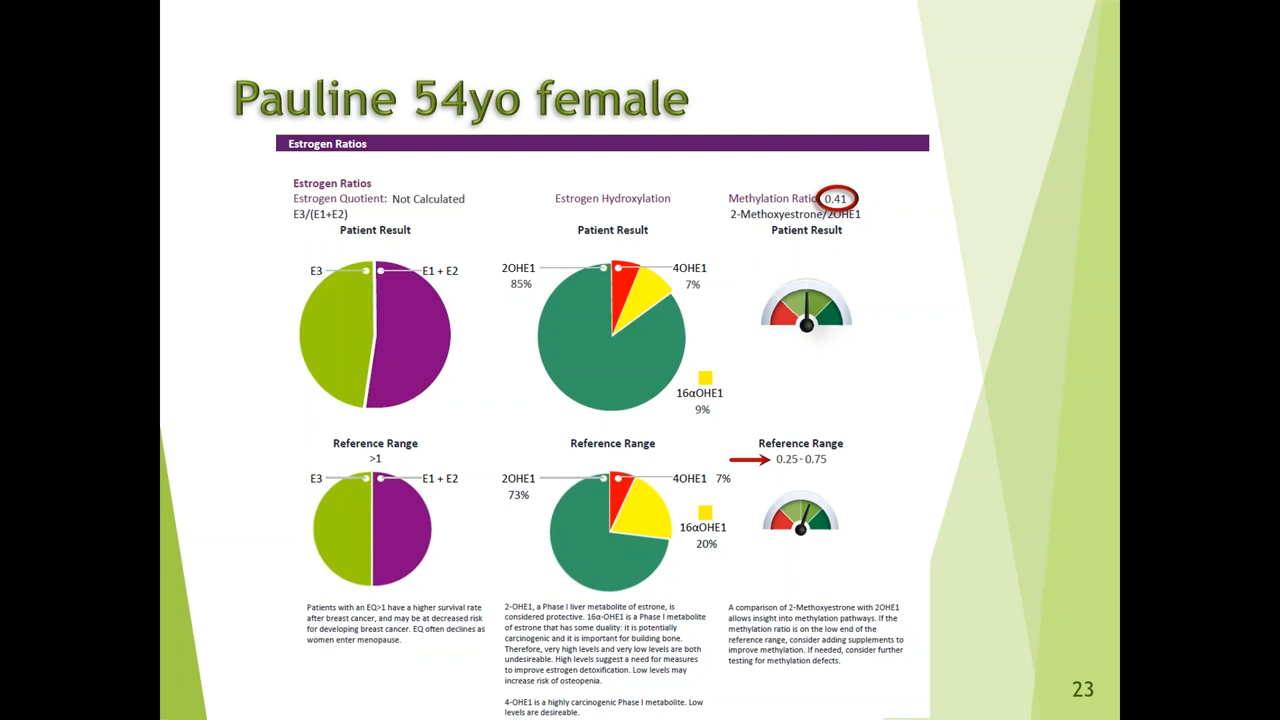 Pauline 54yo female
Estrogen Ratios
Estrogen Ratios
Estrogen Quotient: Not Calculated
E3/(E1+E2)
Patient Result
E3
E1 + E2
Reference Range
>1
E3
E1 + E2
Patients with an EQ>1 have a higher survival rate
after breast cancer, and may be at decreased risk
for developing breast cancer. EQ often declines as
women enter menopause.
Estrogen Hydroxylation
Patient Result
2OHE1
85%
4OHE1
7%
16αOHE1
9%
Reference Range
2OHE1
73%
4OHE1 7%
16αOHE1
20%
2-OHE1, a Phase I liver metabolite of estrone, is
considered protective. 16α-OHE1 is a Phase I metabolite
of estrone that has some duality: it is potentially
carcinogenic and it is important for building bone.
Therefore, very high levels and very low levels are both
undesireable. High levels suggest a need for measures
to improve estrogen detoxification. Low levels may
increase risk of osteopenia.
4-OHE1 is a highly carcinogenic Phase I metabolite. Low
levels are desireable.
Methylation Ratio 0.41
2-Methoxyestrone/2OHE1
Patient Result
Reference Range
0.25 - 0.75
A comparison of 2-Methoxyestrone with 2OHE1
allows insight into methylation pathways. If the
methylation ratio is on the low end of the
reference range, consider adding supplements to
improve methylation. If needed, consider further
testing for methylation defects.
23